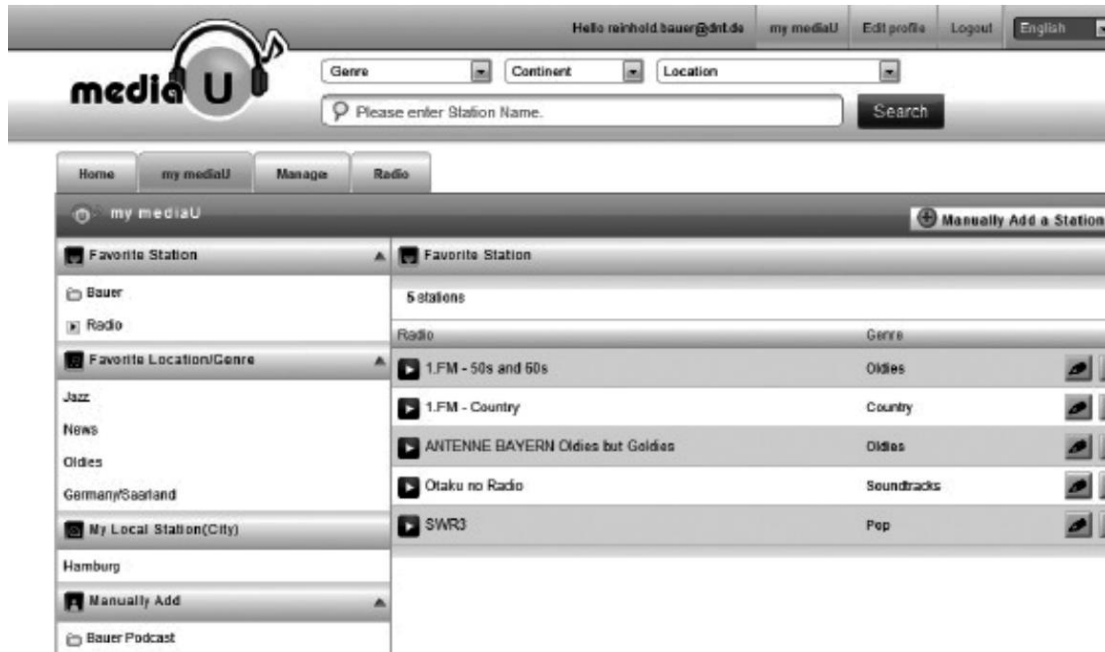 Hello reinhold.bauer@dnt.de my mediaU Edit profile Logout English
media U
Genre Continent Location
Please enter Station Name. Search
Home my mediaU Manage Radio
my mediaU Manually Add a Station
Favorite Station
Bauer
Radio
Favorite Location/Genre
Jazz
News
Oldies
Germany/Saarland
My Local Station(City)
Hamburg
Manually Add
Bauer Podcast
Favorite Station
5 stations
Radio Genre
1.FM - 50s and 60s Oldies
1.FM - Country Country
ANTENNE BAYERN Oldies but Goldies Oldies
Otaku no Radio Soundtracks
SWR3 Pop